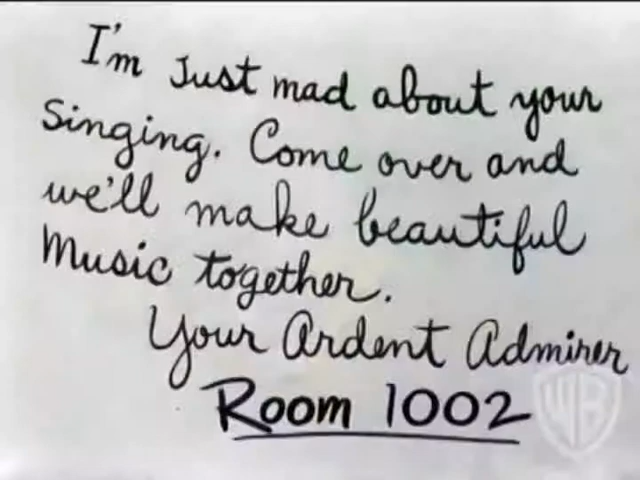 I'm Just mad about your
Singing. Come over and
we'll make beautiful
Music together.
Your Ardent Admirer
Room 1002
WB